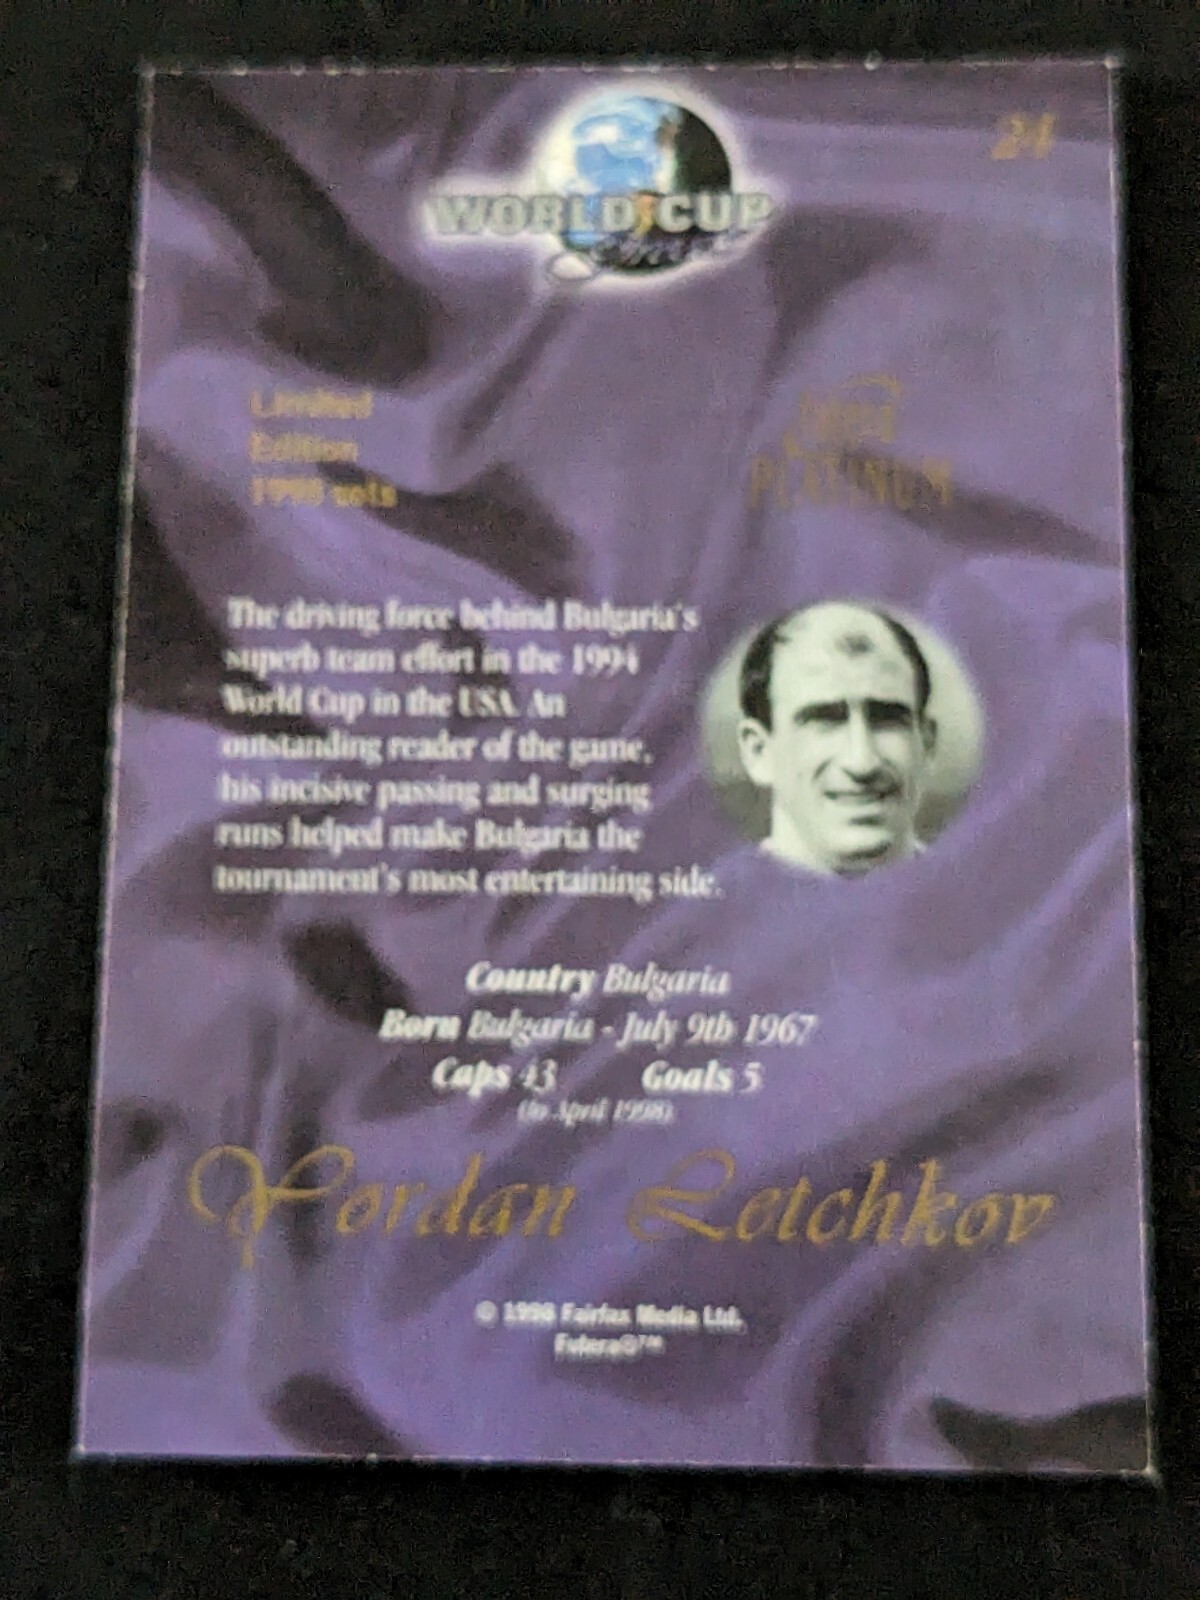 24
WORLD CUP
Limited
Edition
1998 sets
futera
PLATINUM
The driving force behind Bulgaria's
superb team effort in the 1994
World Cup in the USA. An
outstanding reader of the game,
his incisive passing and surging
runs helped make Bulgaria the
tournament's most entertaining side.
Country Bulgaria
Born Bulgaria - July 9th 1967
Caps 43 Goals 5
(to April 1998)
Yordan Letchkov
© 1998 Fairfax Media Ltd.
Futera©™